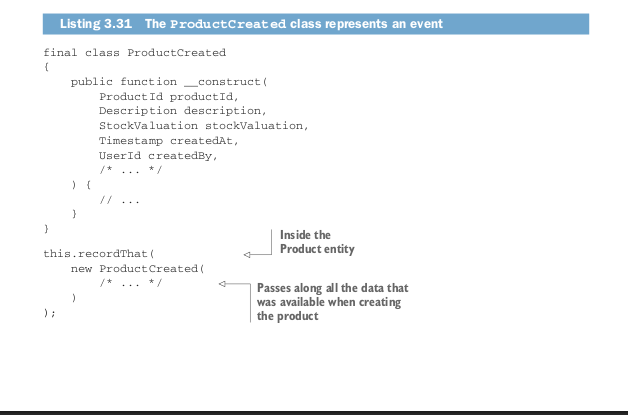 Listing 3.31 The ProductCreated class represents an event
final class ProductCreated
{
    public function __construct(
        ProductId productId,
        Description description,
        StockValuation stockValuation,
        Timestamp createdAt,
        UserId createdBy,
        /* ... */
    ) {
        // ...
    }
}
Inside the
Product entity
this.recordThat(
    new ProductCreated(
        /* ... */
    )
);
Passes along all the data that
was available when creating
the product